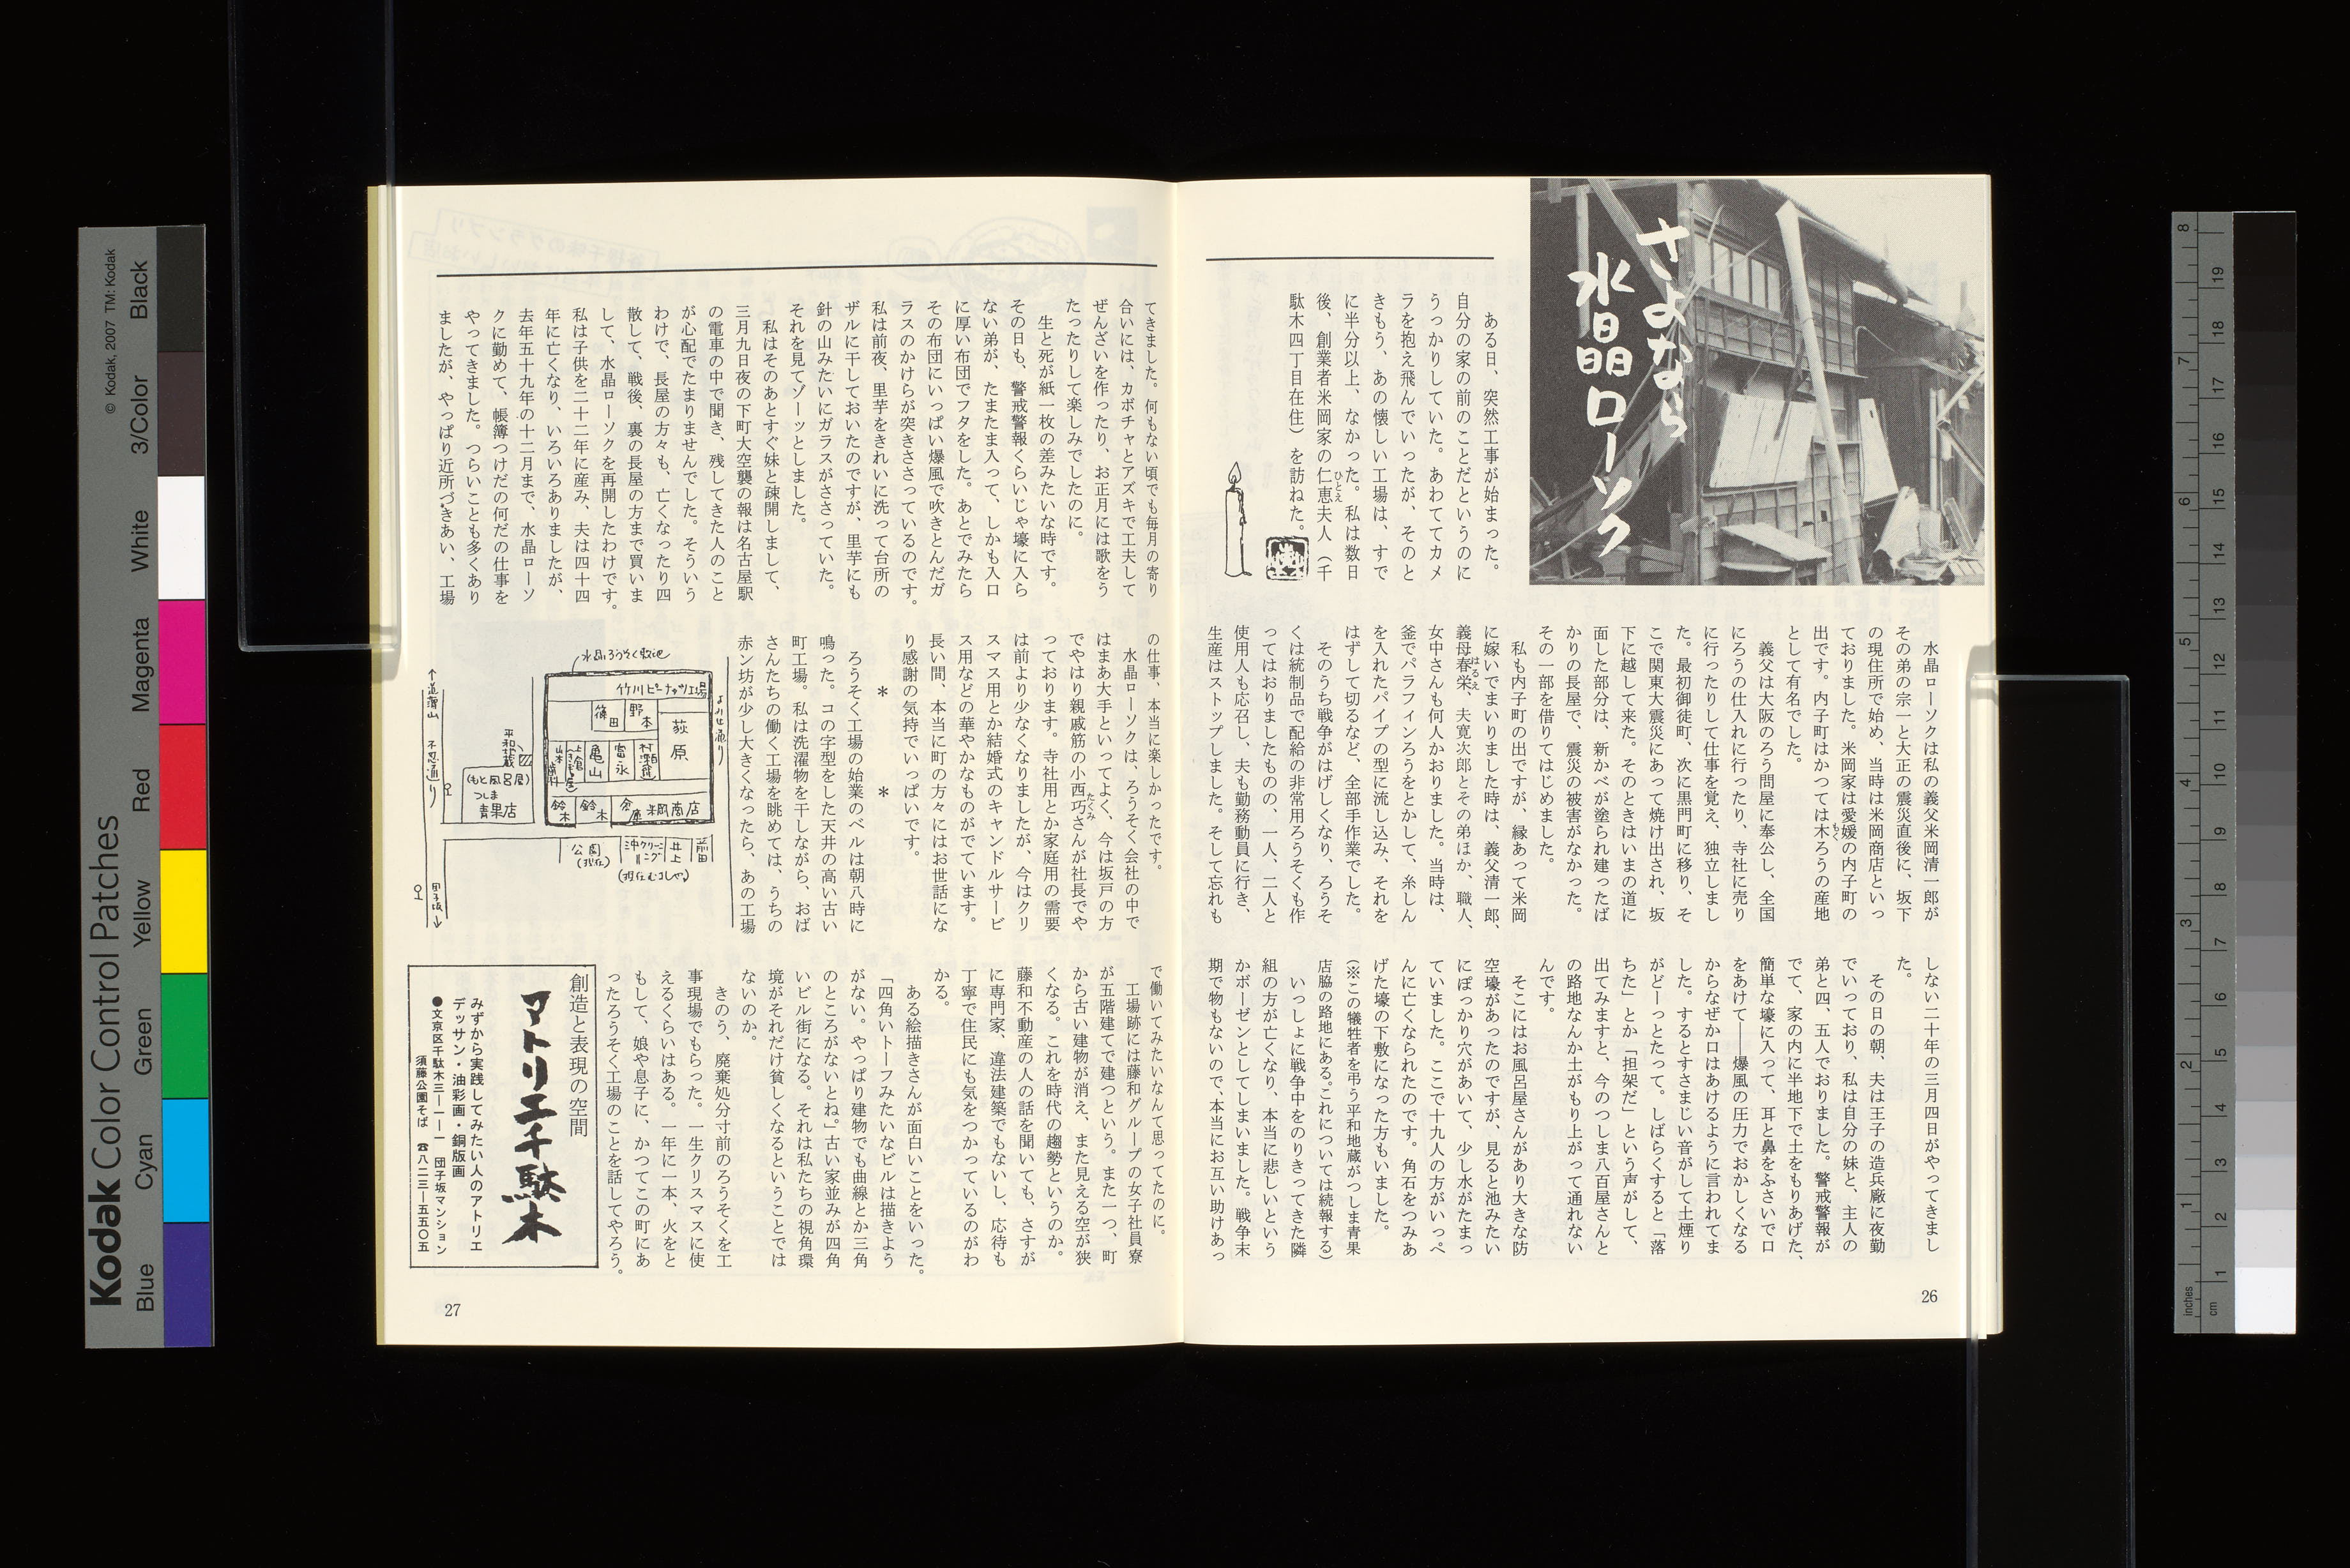 さよなら
水晶ローソク
ある日、突然工事が始まった。
自分の家の前のことだというのに
うっかりしていた。あわててカメ
ラを抱え飛んでいったが、そのと
きもう、あの懐しい工場は、すで
に半分以上、なかった。私は数日
後、創業者米岡家の仁恵夫人（千
駄木四丁目在住）を訪ねた。
ひとえ
水晶ローソクは私の義父米岡清一郎が
その弟の宗一と大正の震災直後に、坂下
の現住所で始め、当時は米岡商店といっ
ておりました。米岡家は愛媛の内子町の
出です。内子町はかつては木ろうの産地
もく
として有名でした。
義父は大阪のろう問屋に奉公し、全国
にろうの仕入れに行ったり、寺社に売り
に行ったりして仕事を覚え、独立しまし
た。最初御徒町、次に黒門町に移り、そ
こで関東大震災にあって焼け出され、坂
下に越して来た。そのときはいまの道に
面した部分は、新かべが塗られ建ったば
かりの長屋で、震災の被害がなかった。
その一部を借りてはじめました。
私も内子町の出ですが、縁あって米岡
に嫁いでまいりました時は、義父清一郎、
義母春栄、夫寛次郎とその弟ほか、職人、
はるえ
女中さんも何人かおりました。当時は、
釜でパラフィンろうをとかして、糸しん
を入れたパイプの型に流し込み、それを
はずして切るなど、全部手作業でした。
そのうち戦争がはげしくなり、ろうそ
くは統制品で配給の非常用ろうそくも作
ってはおりましたものの、一人、二人と
使用人も応召し、夫も勤務動員に行き、
生産はストップしました。そして忘れも
しない二十年の三月四日がやってきまし
た。
その日の朝、夫は王子の造兵廠に夜勤
でいっており、私は自分の妹と、主人の
弟と四、五人でおりました。警戒警報が
でて、家の内に半地下で土をもりあげた、
簡単な壕に入って、耳と鼻をふさいで口
をあけて――爆風の圧力でおかしくなる
からなぜか口はあけるように言われてま
した。するとすさまじい音がして土煙り
がどーっとたって。しばらくすると「落
ちた」とか「担架だ」という声がして、
出てみますと、今のつしま八百屋さんと
の路地なんか土がもり上がって通れない
んです。
そこにはお風呂屋さんがあり大きな防
空壕があったのですが、見ると池みたい
にぽっかり穴があいて、少し水がたまっ
ていました。ここで十九人の方がいっぺ
んに亡くなられたのです。角石をつみあ
げた壕の下敷になった方もいました。
（※この犠牲者を弔う平和地蔵がつしま青果
店脇の路地にある。これについては続報する）
いっしょに戦争中をのりきってきた隣
組の方が亡くなり、本当に悲しいという
かボーゼンとしてしまいました。戦争末
期で物もないので、本当にお互い助けあっ
26
てきました。何もない頃でも毎月の寄り
合いには、カボチャとアズキで工夫して
ぜんざいを作ったり、お正月には歌をう
たったりして楽しみでしたのに。
生と死が紙一枚の差みたいな時です。
その日も、警戒警報くらいじゃ壕に入ら
ない弟が、たまたま入って、しかも入口
に厚い布団でフタをした。あとでみたら
その布団にいっぱい爆風で吹きとんだガ
ラスのかけらが突きささっているのです。
私は前夜、里芋をきれいに洗って台所の
ザルに干しておいたのですが、里芋にも
針の山みたいにガラスがささっていた。
それを見てゾーッとしました。
私はそのあとすぐ妹と疎開しまして、
三月九日夜の下町大空襲の報は名古屋駅
の電車の中で聞き、残してきた人のこと
が心配でたまりませんでした。そういう
わけで、長屋の方々も、亡くなったり四
散して、戦後、裏の長屋の方まで買いま
して、水晶ローソクを再開したわけです。
私は子供を二十二年に産み、夫は四十四
年に亡くなり、いろいろありましたが、
去年五十九年の十二月まで、水晶ローソ
クに勤めて、帳簿つけだの何だの仕事を
やってきました。つらいことも多くあり
ましたが、やっぱり近所づきあい、工場
の仕事、本当に楽しかったです。
水晶ローソクは、ろうそく会社の中で
はまあ大手といってよく、今は坂戸の方
でやはり親戚筋の小西巧さんが社長でや
たくみ
っております。寺社用とか家庭用の需要
は前より少なくなりましたが、今はクリ
スマス用とか結婚式のキャンドルサービ
ス用などの華やかなものがでています。
長い間、本当に町の方々にはお世話にな
り感謝の気持でいっぱいです。
＊　＊
ろうそく工場の始業のベルは朝八時に
鳴った。コの字型をした天井の高い古い
町工場。私は洗濯物を干しながら、おば
さんたちの働く工場を眺めては、うちの
赤ン坊が少し大きくなったら、あの工場
水晶ろうそく敷地
よみせ通り
竹川ピーナッツ工場
荻原
野本
篠田
村瀬
富永
亀山
山本
米岡商店
倉庫
鈴木
鈴木
平和地蔵
(もと風呂屋)
つしま
青果店
公園
(現在)
沖クリーニング
井上
前田
(現在むさしや)
↑道灌山
不忍通り
団子坂↓
で働いてみたいなんて思ってたのに。
工場跡には藤和グループの女子社員寮
が五階建てで建つという。また一つ、町
から古い建物が消え、また見える空が狭
くなる。これを時代の趨勢というのか。
藤和不動産の人の話を聞いても、さすが
に専門家、違法建築でもないし、応待も
丁寧で住民にも気をつかっているのがわ
かる。
ある絵描きさんが面白いことをいった。
「四角いトーフみたいなビルは描きよう
がない。やっぱり建物でも曲線とか三角
のところがないとね」古い家並みが四角
いビル街になる。それは私たちの視角環
境がそれだけ貧しくなるということでは
ないのか。
きのう、廃棄処分寸前のろうそくを工
事現場でもらった。一生クリスマスに使
えるくらいはある。一年に一本、火をと
もして、娘や息子に、かつてこの町にあ
ったろうそく工場のことを話してやろう。
創造と表現の空間
アトリエ千駄木
みずから実践してみたい人のアトリエ
デッサン・油彩画・銅版画
●文京区千駄木三―一―一　団子坂マンション
須藤公園そば　☎八二三―五五〇五
27
Kodak Color Control Patches
© Kodak, 2007 TM: Kodak
Blue
Cyan
Green
Yellow
Red
Magenta
White
3/Color
Black
inches
cm
1
2
3
4
5
6
7
8
1
2
3
4
5
6
7
8
9
10
11
12
13
14
15
16
17
18
19